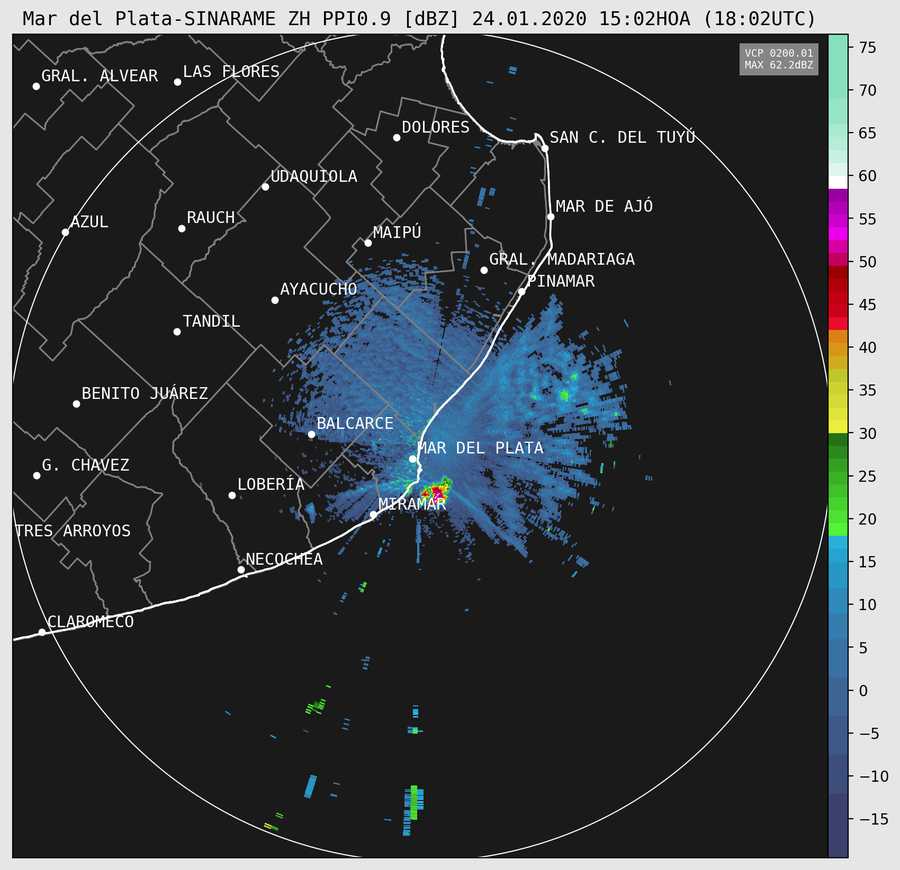 Mar del Plata-SINARAME ZH PPI0.9 [dBZ] 24.01.2020 15:02HOA (18:02UTC)
VCP 0200.01
MAX 62.2dBZ
GRAL. ALVEAR
LAS FLORES
DOLORES
SAN C. DEL TUYÚ
UDAQUIOLA
MAR DE AJÓ
AZUL
RAUCH
MAIPÚ
GRAL. MADARIAGA
PINAMAR
AYACUCHO
TANDIL
BENITO JUÁREZ
BALCARCE
MAR DEL PLATA
G. CHAVEZ
LOBERÍA
MIRAMAR
TRES ARROYOS
NECOCHEA
CLAROMECO
75
70
65
60
55
50
45
40
35
30
25
20
15
10
5
0
−5
−10
−15